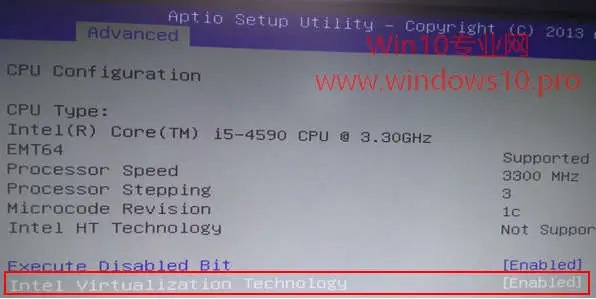 Aptio Setup Utility - Copyright (C) 2013
Advanced
Win10专业网
www.windows10.pro
CPU Configuration
CPU Type:
Intel(R) Core(TM) i5-4590 CPU @ 3.30GHz
EMT64 Supported
Processor Speed 3300 MHz
Processor Stepping 3
Microcode Revision 1c
Intel HT Technology Not Suppor
Execute Disabled Bit [Enabled]
Intel Virtualization Technology [Enabled]